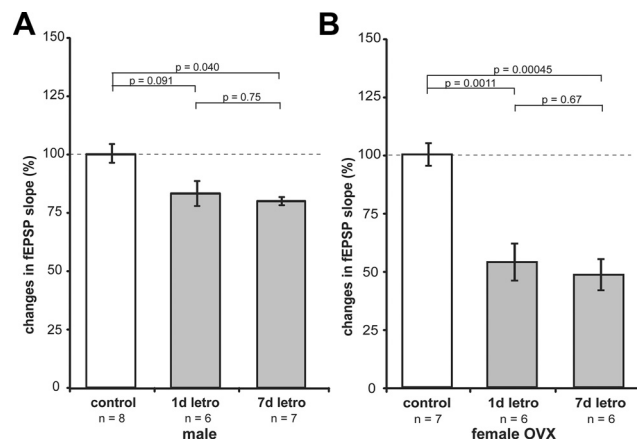 A
150
125
100
75
50
25
0
changes in fEPSP slope (%)
p = 0.040
p = 0.091
p = 0.75
control
1d letro
7d letro
n = 8
n = 6
n = 7
male
B
150
125
100
75
50
25
0
changes in fEPSP slope (%)
p = 0.00045
p = 0.0011
p = 0.67
control
1d letro
7d letro
n = 7
n = 6
n = 6
female OVX